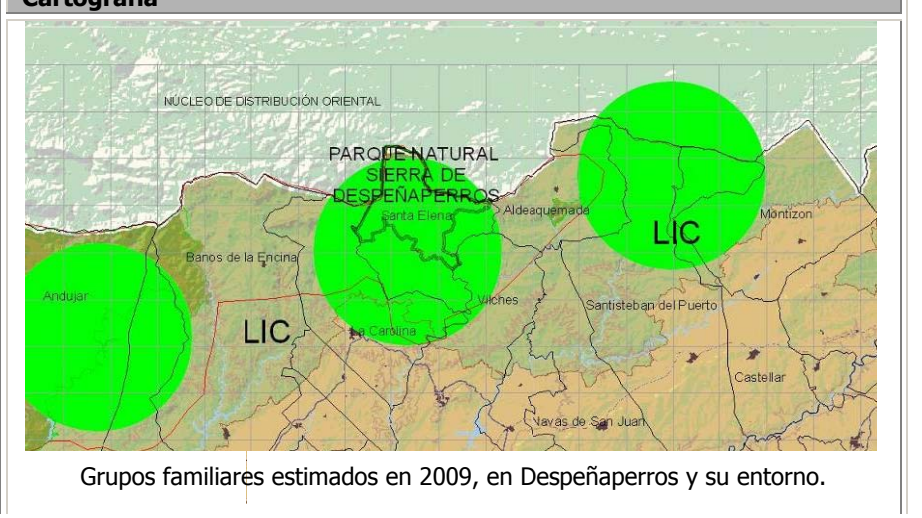 Cartografía
NÚCLEO DE DISTRIBUCIÓN ORIENTAL
PARQUE NATURAL
SIERRA DE
DESPEÑAPERROS
Santa Elena
Aldeaquemada
LIC
Montizon
Banos de la Encina
Andujar
Vilches
Santisteban del Puerto
LIC
La Carolina
Castellar
Navas de San Juan
Grupos familiares estimados en 2009, en Despeñaperros y su entorno.